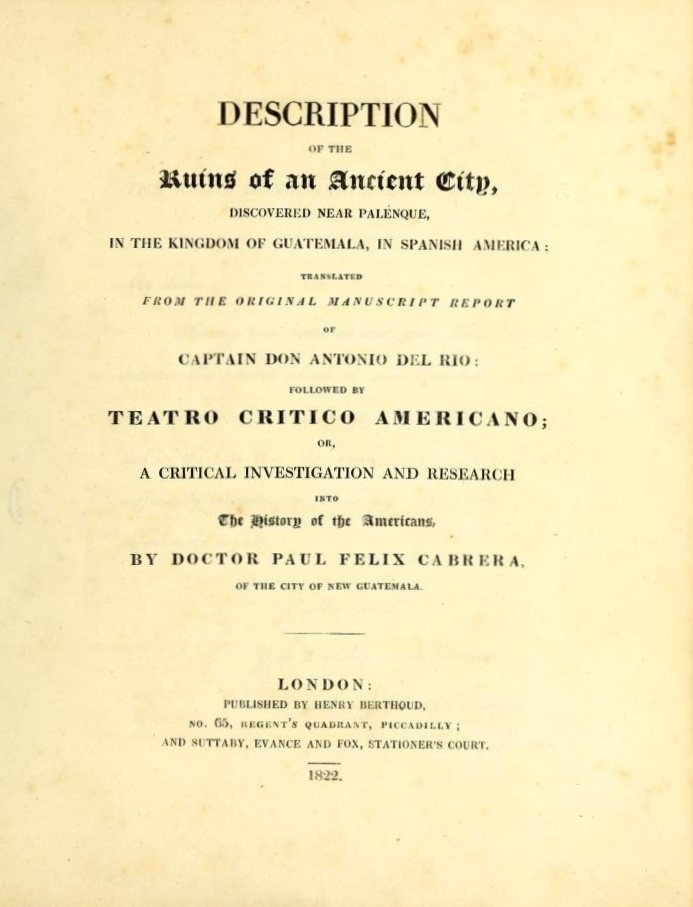 DESCRIPTION
OF THE
Ruins of an Ancient City,
DISCOVERED NEAR PALENQUE,
IN THE KINGDOM OF GUATEMALA, IN SPANISH AMERICA:
TRANSLATED
FROM THE ORIGINAL MANUSCRIPT REPORT
OF
CAPTAIN DON ANTONIO DEL RIO:
FOLLOWED BY
TEATRO CRITICO AMERICANO;
OR,
A CRITICAL INVESTIGATION AND RESEARCH
INTO
The History of the Americans,
BY DOCTOR PAUL FELIX CABRERA,
OF THE CITY OF NEW GUATEMALA.
LONDON:
PUBLISHED BY HENRY BERTHOUD,
NO. 65, REGENT'S QUADRANT, PICCADILLY;
AND SUTTABY, EVANCE AND FOX, STATIONER'S COURT.
1822.